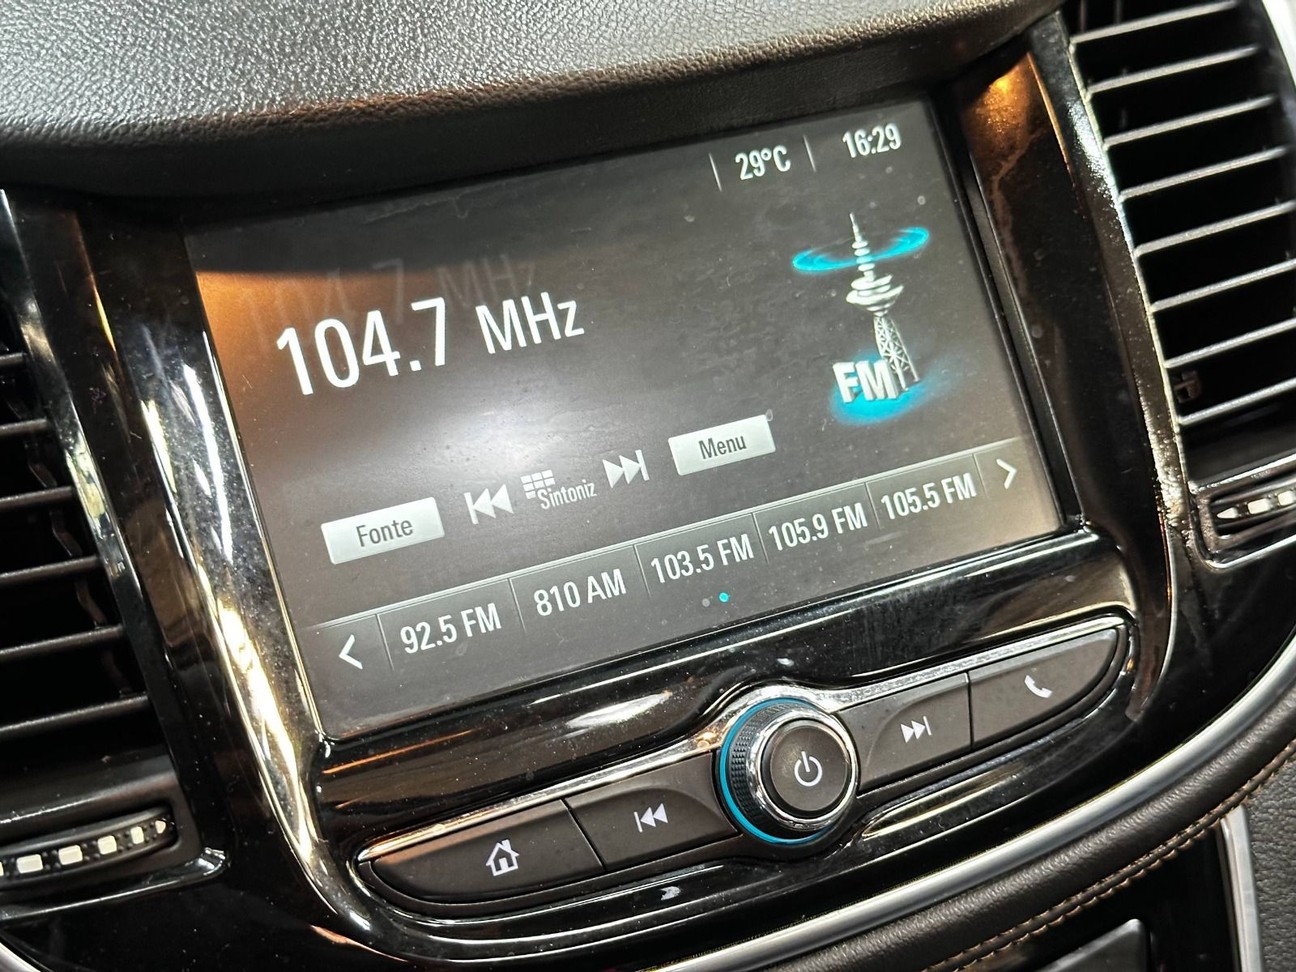 29°C 16:29
104.7 MHz
FM
Fonte Sintoniz Menu
92.5 FM 810 AM 103.5 FM 105.9 FM 105.5 FM